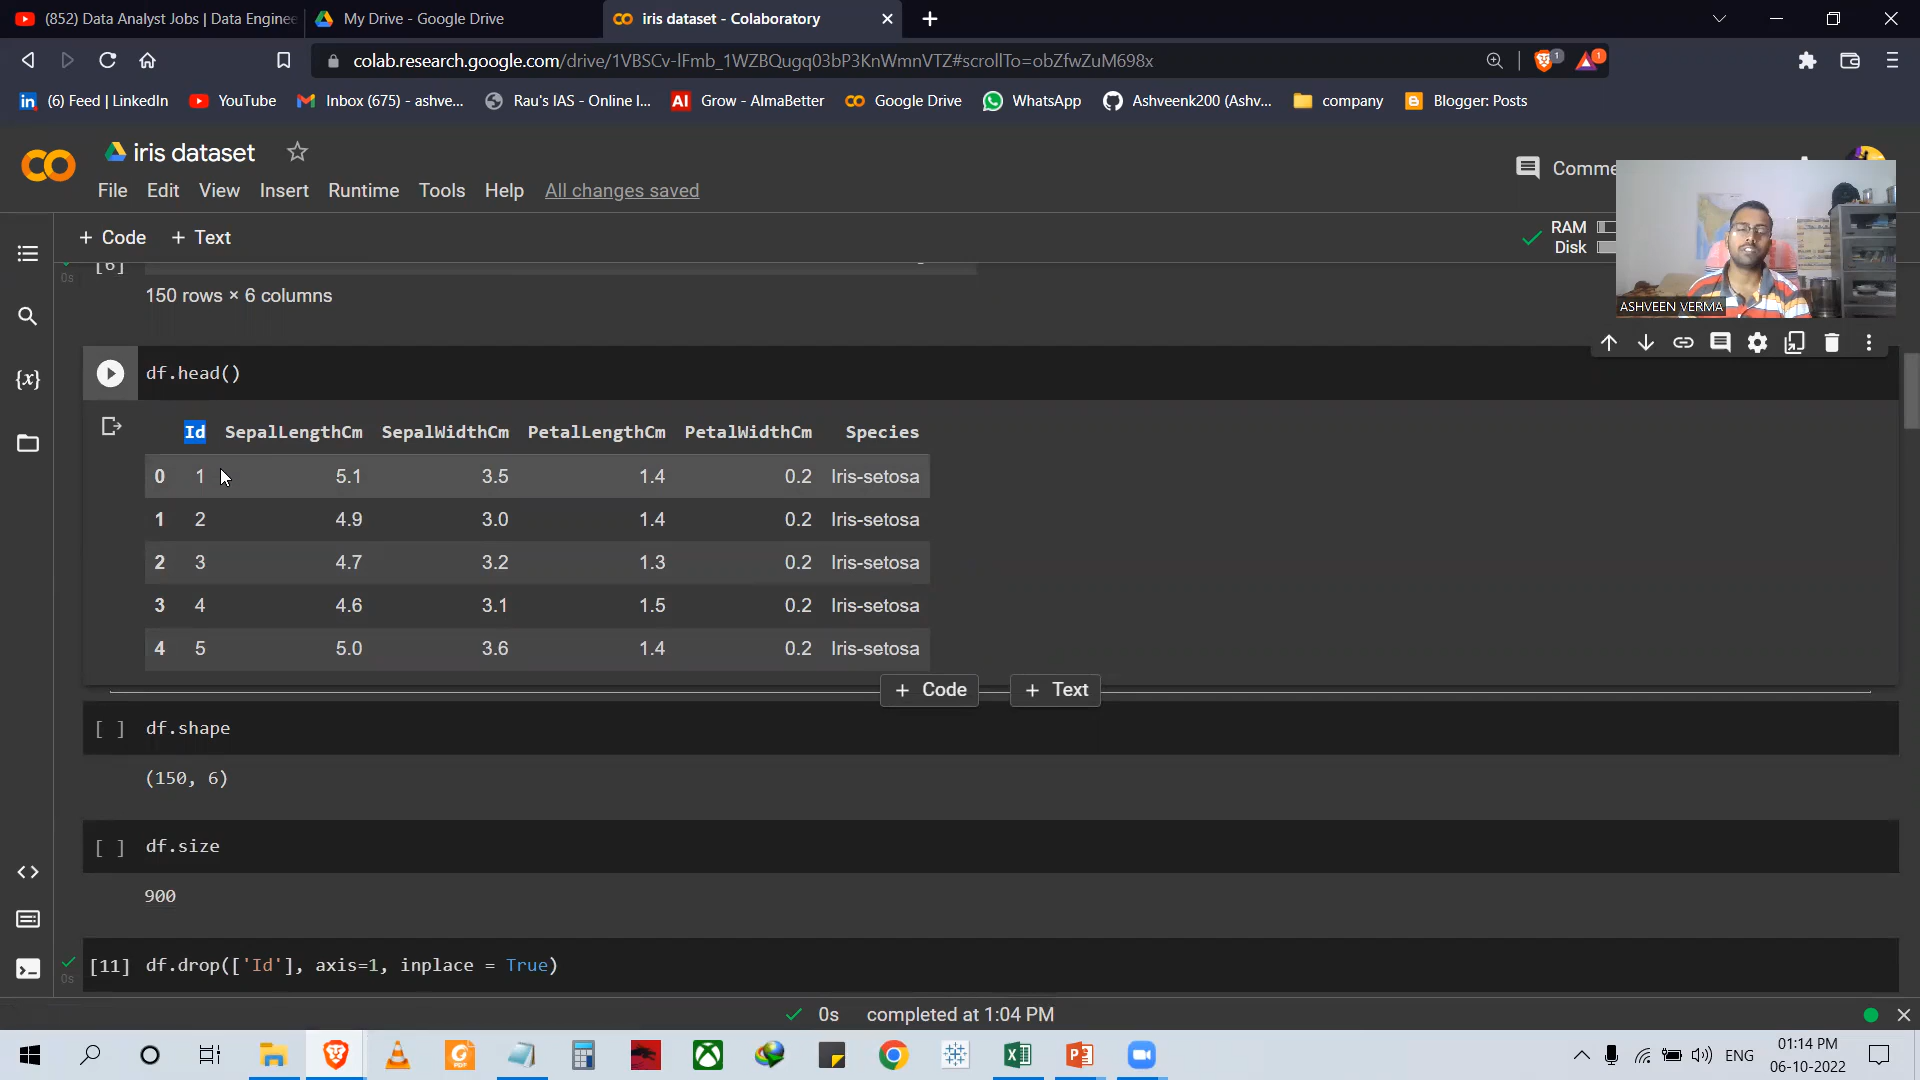 (852) Data Analyst Jobs | Data Enginee
My Drive - Google Drive
iris dataset - Colaboratory
colab.research.google.com/drive/1VBSCv-lFmb_1WZBQugq03bP3KnWmnVTZ#scrollTo=obZfwZuM698x
1
1
in (6) Feed | LinkedIn
YouTube
Inbox (675) - ashve...
Rau's IAS - Online I...
AI Grow - AlmaBetter
Google Drive
WhatsApp
Ashveenk200 (Ashv...
company
Blogger: Posts
iris dataset
File Edit View Insert Runtime Tools Help All changes saved
Comme
+ Code + Text
RAM
Disk
ASHVEEN VERMA
0s [6]
150 rows × 6 columns
{x}
df.head()
Id SepalLengthCm SepalWidthCm PetalLengthCm PetalWidthCm Species
0 1 5.1 3.5 1.4 0.2 Iris-setosa
1 2 4.9 3.0 1.4 0.2 Iris-setosa
2 3 4.7 3.2 1.3 0.2 Iris-setosa
3 4 4.6 3.1 1.5 0.2 Iris-setosa
4 5 5.0 3.6 1.4 0.2 Iris-setosa
+ Code + Text
[ ] df.shape
(150, 6)
[ ] df.size
900
[11] df.drop(['Id'], axis=1, inplace = True)
0s
0s completed at 1:04 PM
ENG
01:14 PM
06-10-2022